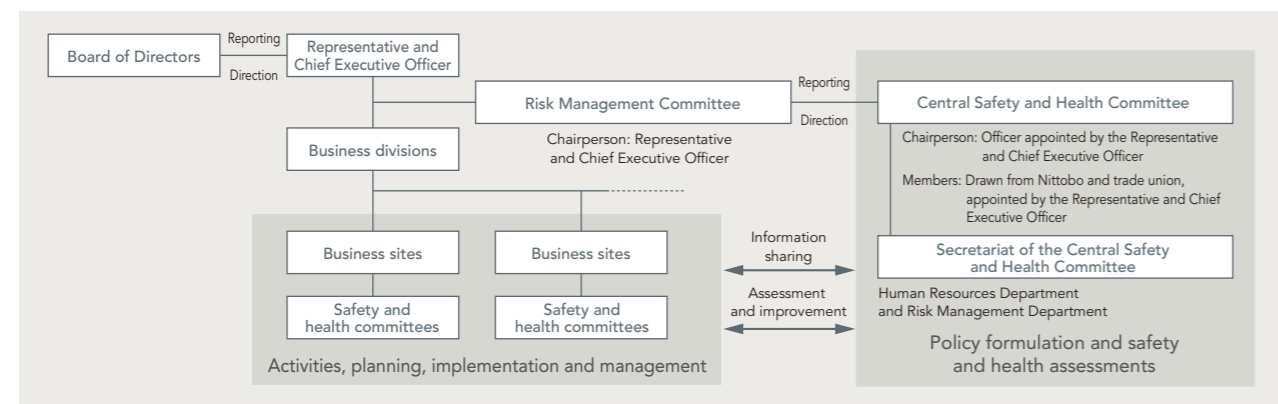 Board of Directors
Reporting
Direction
Representative and
Chief Executive Officer
Risk Management Committee
Chairperson: Representative
and Chief Executive Officer
Reporting
Direction
Central Safety and Health Committee
Chairperson: Officer appointed by the Representative
and Chief Executive Officer
Members: Drawn from Nittobo and trade union,
appointed by the Representative and Chief
Executive Officer
Secretariat of the Central Safety
and Health Committee
Human Resources Department
and Risk Management Department
Policy formulation and safety
and health assessments
Business divisions
Business sites
Safety and
health committees
Business sites
Safety and
health committees
Activities, planning, implementation and management
Information
sharing
Assessment
and improvement